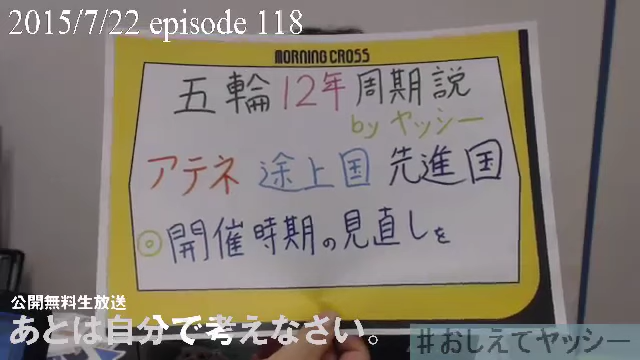 2015/7/22 episode 118
MORNING CROSS
五輪12年周期説
by ヤッシー
アテネ 途上国 先進国
◎開催時期の見直しを
公開無料生放送
あとは自分で考えなさい。
#おしえてヤッシー